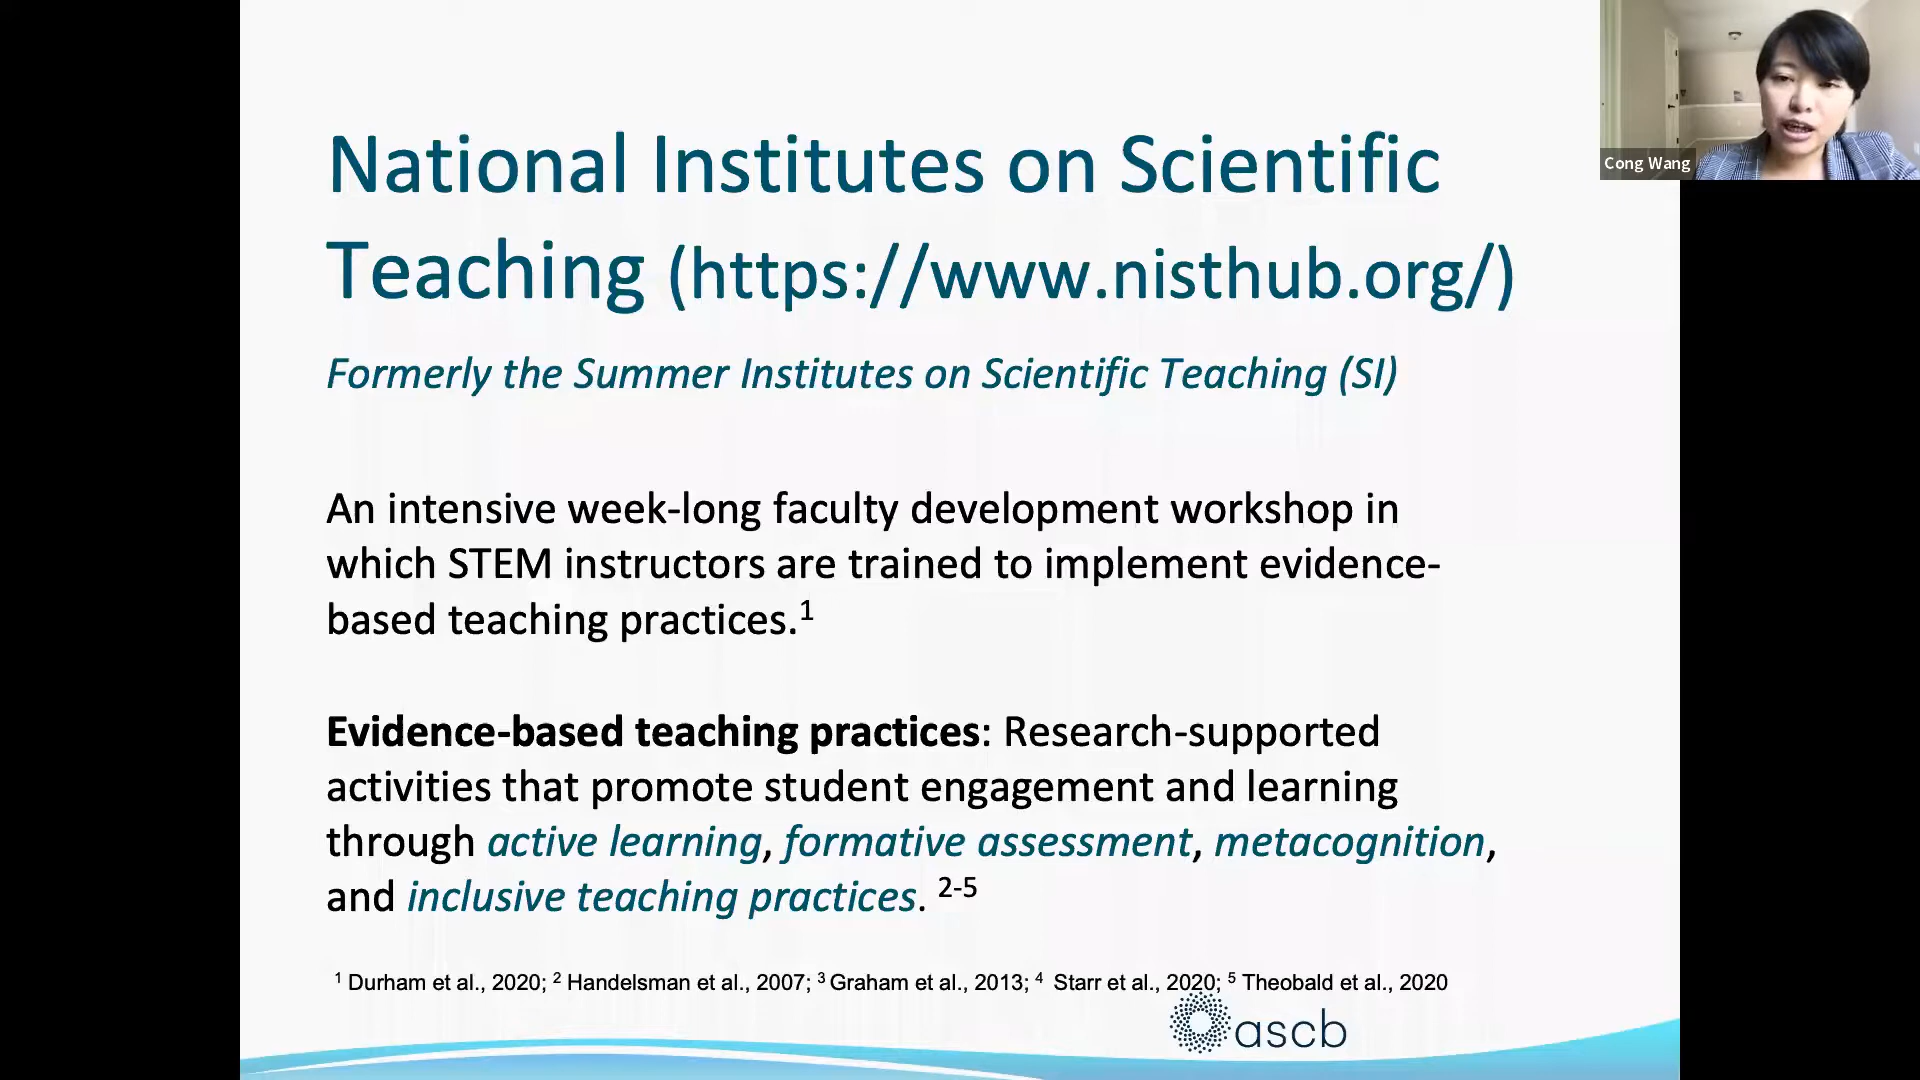 National Institutes on Scientific
Teaching (https://www.nisthub.org/)
Formerly the Summer Institutes on Scientific Teaching (SI)
An intensive week-long faculty development workshop in
which STEM instructors are trained to implement evidence-
based teaching practices.1
Evidence-based teaching practices: Research-supported
activities that promote student engagement and learning
through active learning, formative assessment, metacognition,
and inclusive teaching practices. 2-5
1 Durham et al., 2020; 2 Handelsman et al., 2007; 3 Graham et al., 2013; 4 Starr et al., 2020; 5 Theobald et al., 2020
ascb
Cong Wang